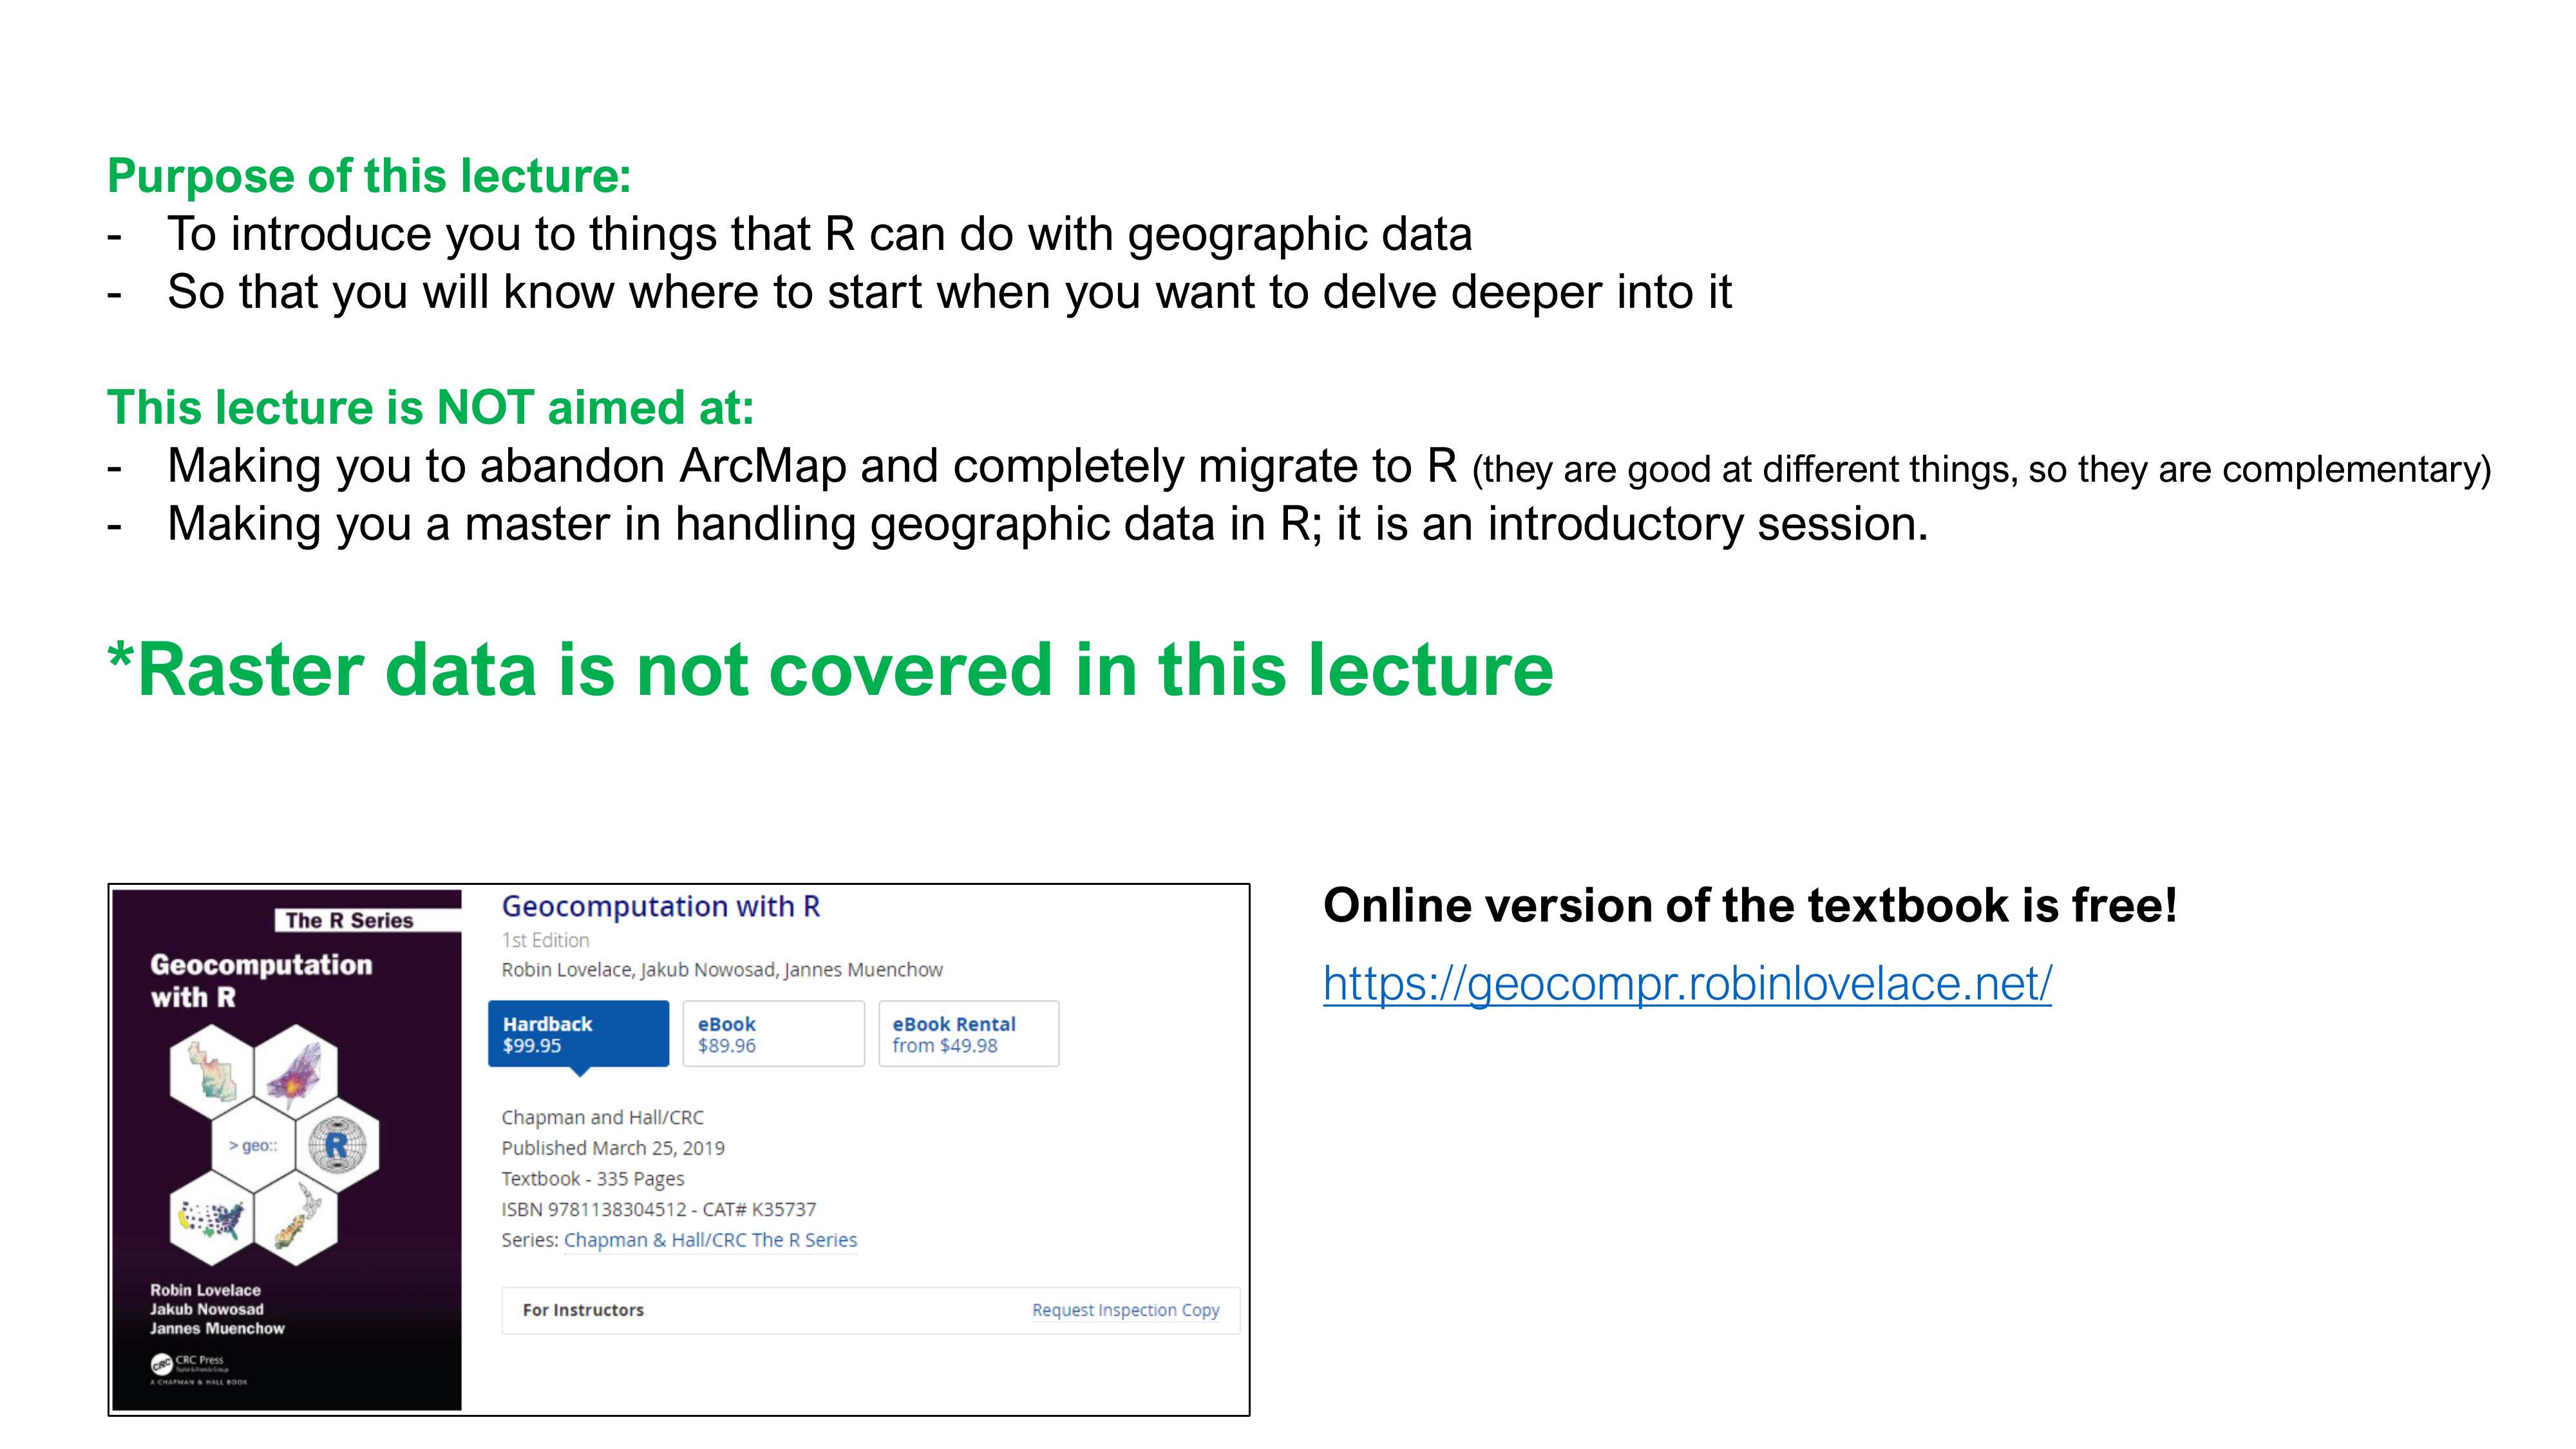 Purpose of this lecture:
- To introduce you to things that R can do with geographic data
- So that you will know where to start when you want to delve deeper into it
This lecture is NOT aimed at:
- Making you to abandon ArcMap and completely migrate to R (they are good at different things, so they are complementary)
- Making you a master in handling geographic data in R; it is an introductory session.
*Raster data is not covered in this lecture
The R Series
Geocomputation
with R
> geo::
R
Robin Lovelace
Jakub Nowosad
Jannes Muenchow
CRC CRC Press
Taylor & Francis Group
A CHAPMAN & HALL BOOK
Geocomputation with R
1st Edition
Robin Lovelace, Jakub Nowosad, Jannes Muenchow
Hardback
$99.95
eBook
$89.96
eBook Rental
from $49.98
Chapman and Hall/CRC
Published March 25, 2019
Textbook - 335 Pages
ISBN 9781138304512 - CAT# K35737
Series: Chapman & Hall/CRC The R Series
For Instructors Request Inspection Copy
Online version of the textbook is free!
https://geocompr.robinlovelace.net/